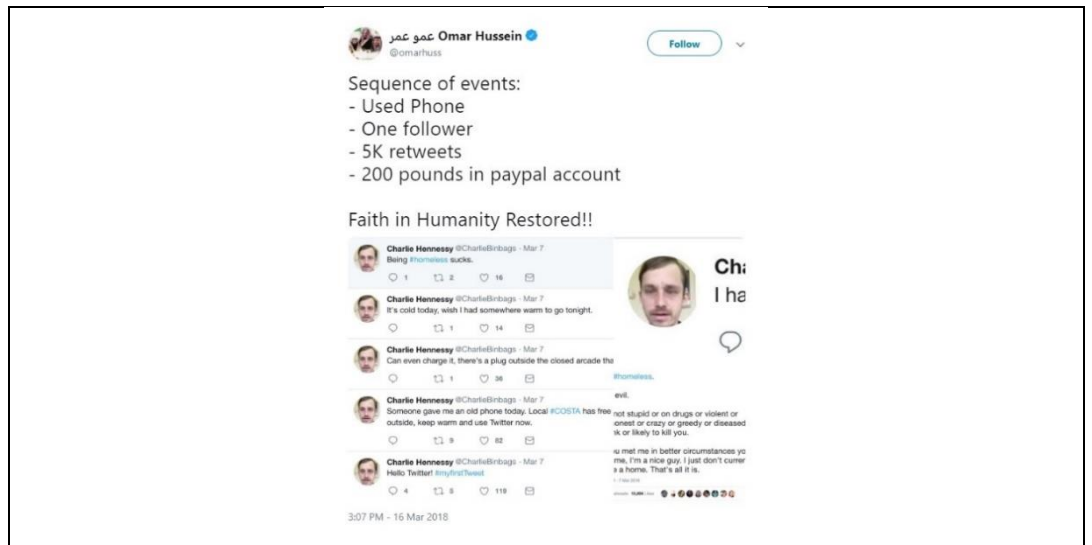 عمو عمر Omar Hussein
@omarhuss
Follow
Sequence of events:
- Used Phone
- One follower
- 5K retweets
- 200 pounds in paypal account
Faith in Humanity Restored!!
Charlie Hennessy @CharlieBinbags · Mar 7
Being #homeless sucks.
1 2 16
Charlie Hennessy @CharlieBinbags · Mar 7
It's cold today, wish I had somewhere warm to go tonight.
1 14
Charlie Hennessy @CharlieBinbags · Mar 7
Can even charge it, there's a plug outside the closed arcade tha
1 36
Charlie Hennessy @CharlieBinbags · Mar 7
Someone gave me an old phone today. Local #COSTA has free
outside, keep warm and use Twitter now.
9 62
Charlie Hennessy @CharlieBinbags · Mar 7
Hello Twitter! #myfirstTweet
4 5 119
Cha
I ha
#homeless.
evil.
not stupid or on drugs or violent or
onest or crazy or greedy or diseased
sk or likely to kill you.
ou met me in better circumstances yo
me, I'm a nice guy. I just don't currer
e a home. That's all it is.
3:07 PM - 16 Mar 2018